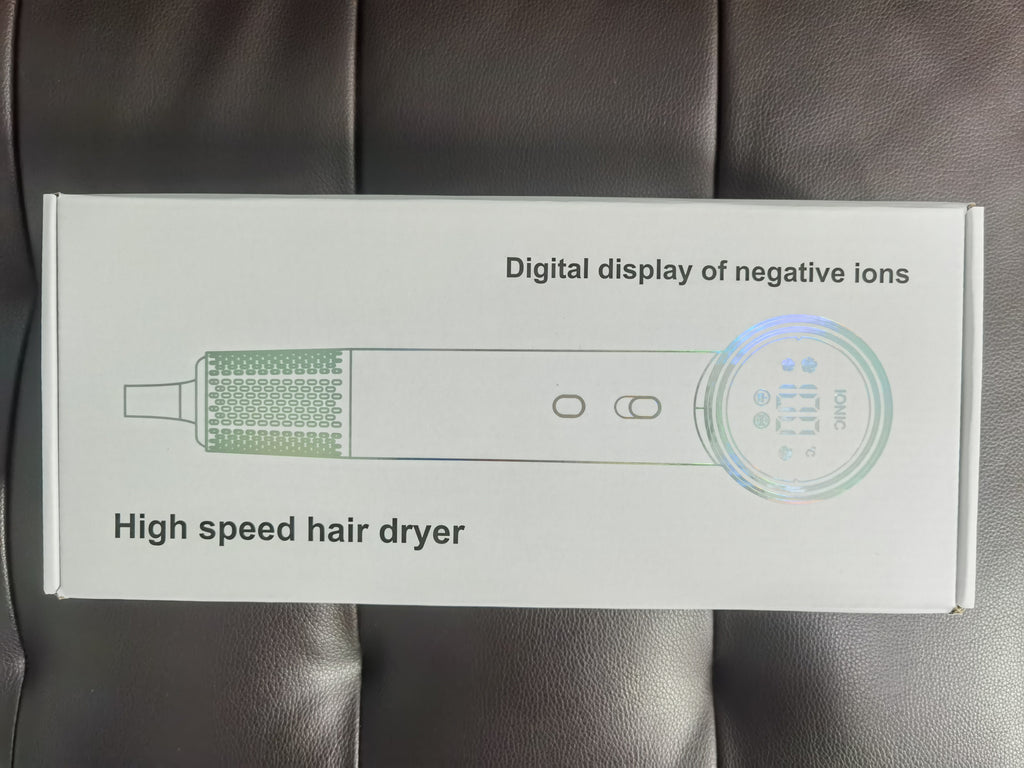 Digital display of negative ions
IONIC
High speed hair dryer